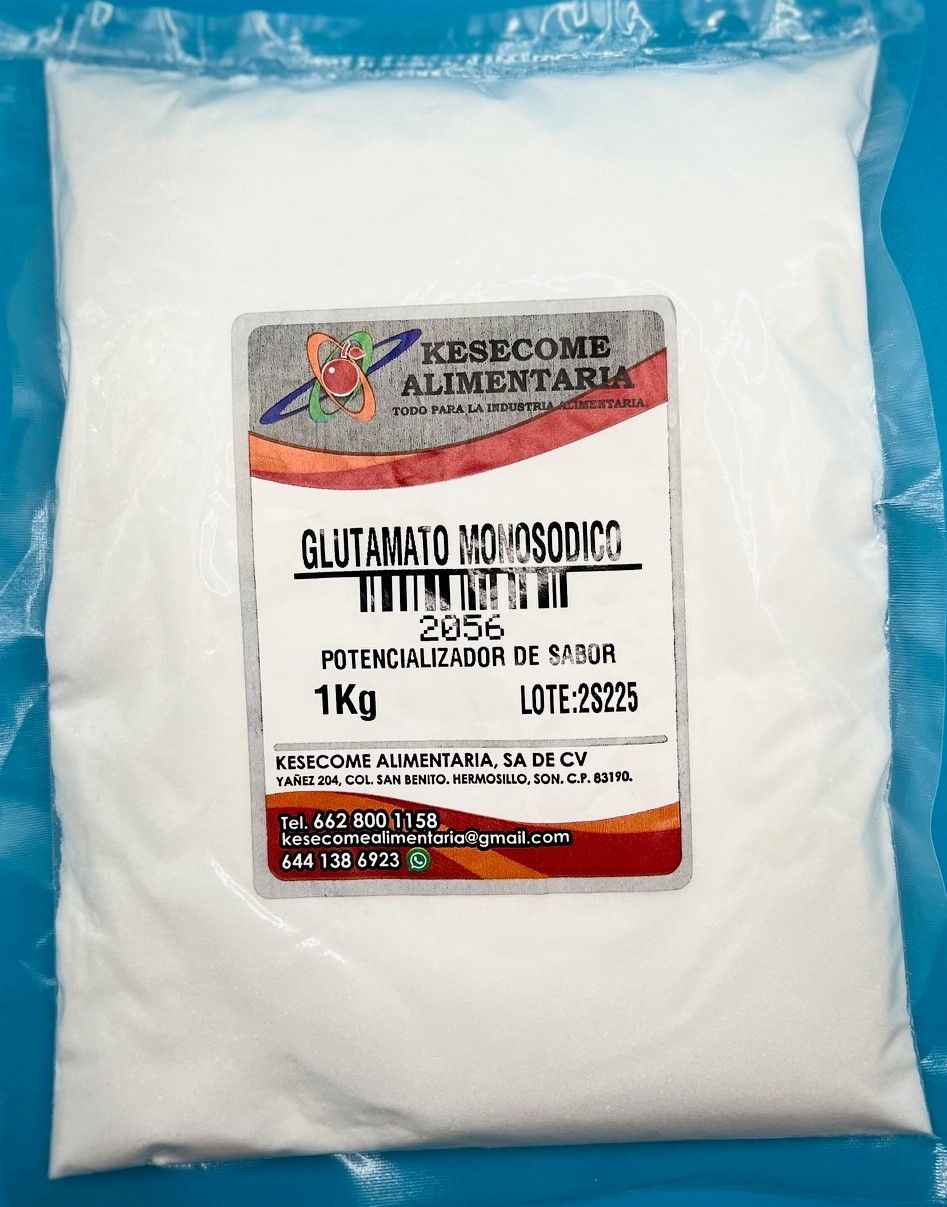 KESECOME
ALIMENTARIA
TODO PARA LA INDUSTRIA ALIMENTARIA
GLUTAMATO MONOSODICO
2056
POTENCIALIZADOR DE SABOR
1Kg LOTE:2S225
KESECOME ALIMENTARIA, SA DE CV
YAÑEZ 204, COL. SAN BENITO. HERMOSILLO, SON. C.P. 83190.
Tel. 662 800 1158
kesecomealimentaria@gmail.com
644 138 6923